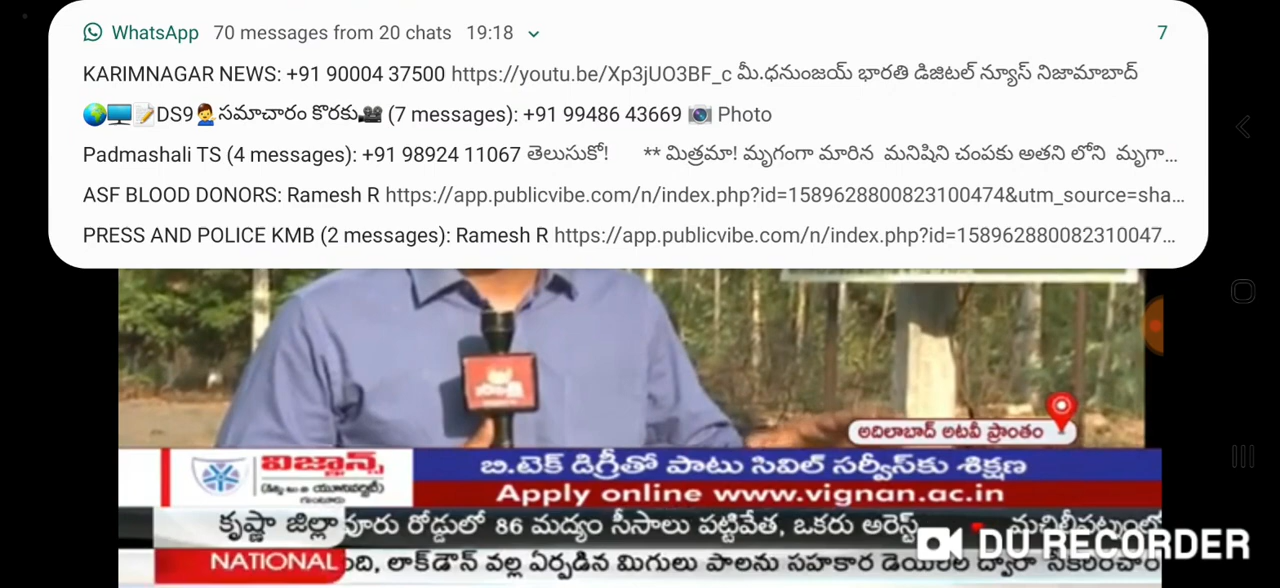 WhatsApp 70 messages from 20 chats 19:18 7
KARIMNAGAR NEWS: +91 90004 37500 https://youtu.be/Xp3jUO3BF_c మీ.ధనుంజయ్ భారతి డిజిటల్ న్యూస్ నిజామాబాద్
🌍🖥️📝DS9🙍‍♂️సమాచారం కొరకు🎥 (7 messages): +91 99486 43669 📷 Photo
Padmashali TS (4 messages): +91 98924 11067 తెలుసుకో! ** మిత్రమా! మృగంగా మారిన మనిషిని చంపకు అతని లోని మృగా...
ASF BLOOD DONORS: Ramesh R https://app.publicvibe.com/n/index.php?id=1589628800823100474&utm_source=sha...
PRESS AND POLICE KMB (2 messages): Ramesh R https://app.publicvibe.com/n/index.php?id=158962880082310047...
అదిలాబాద్ అటవీ ప్రాంతం
విజ్ఞాన్స్
బి.టెక్ డిగ్రీతో పాటు సివిల్ సర్వీస్‌కు శిక్షణ
Apply online www.vignan.ac.in
కృష్ణా జిల్లా వూరు రోడ్డులో 86 మద్యం సీసాలు పట్టివేత, ఒకరు అరెస్ట్ మచిలీపట్నంలో
NATIONAL ంది, లాక్‌డౌన్ వల్ల ఏర్పడిన మిగులు పాలను సహకార డెయిరీల ద్వారా సేకరించారి
DU RECORDER